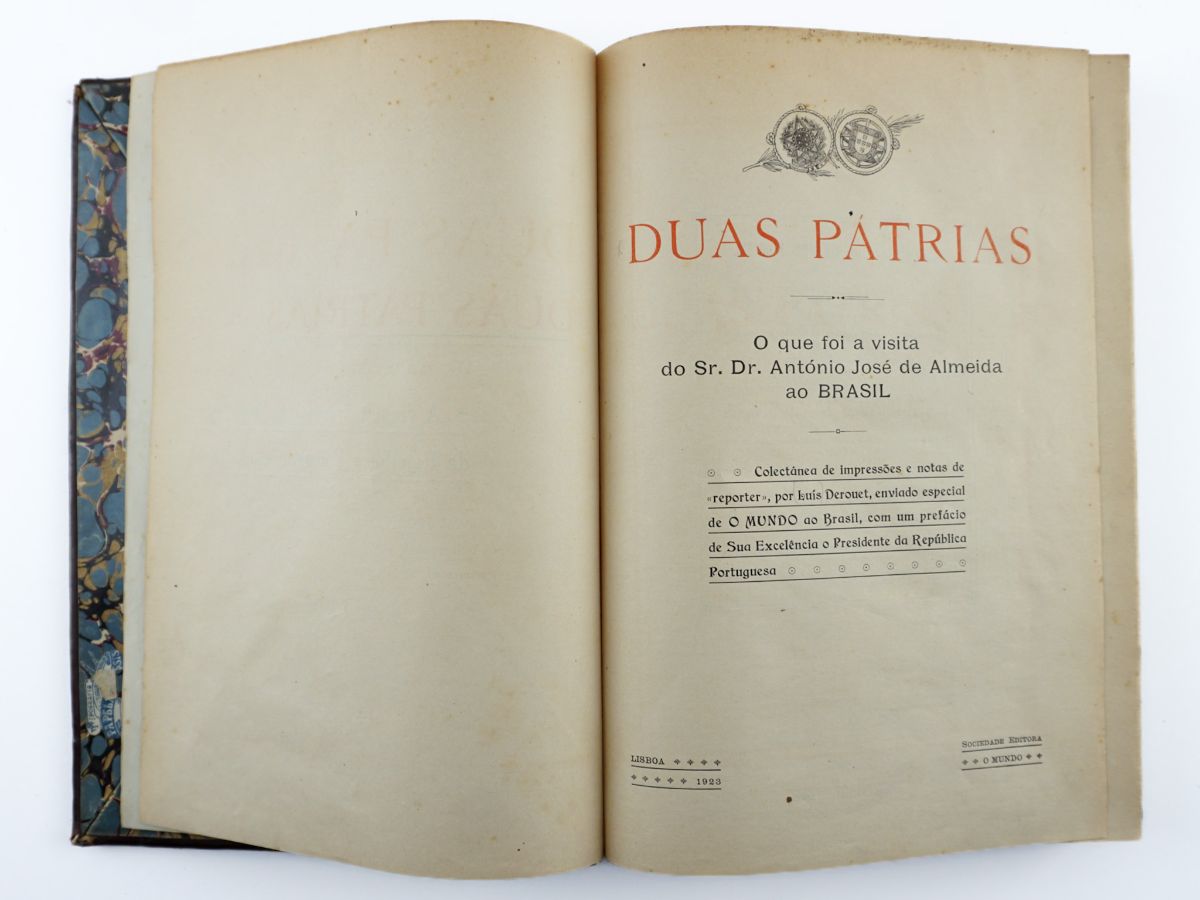 DUAS PÁTRIAS
O que foi a visita
do Sr. Dr. António José de Almeida
ao BRASIL
Colectânea de impressões e notas de
«reporter», por Luís Derouet, enviado especial
de O MUNDO ao Brasil, com um prefácio
de Sua Excelência o Presidente da República
Portuguesa
LISBOA
1923
SOCIEDADE EDITORA
O MUNDO